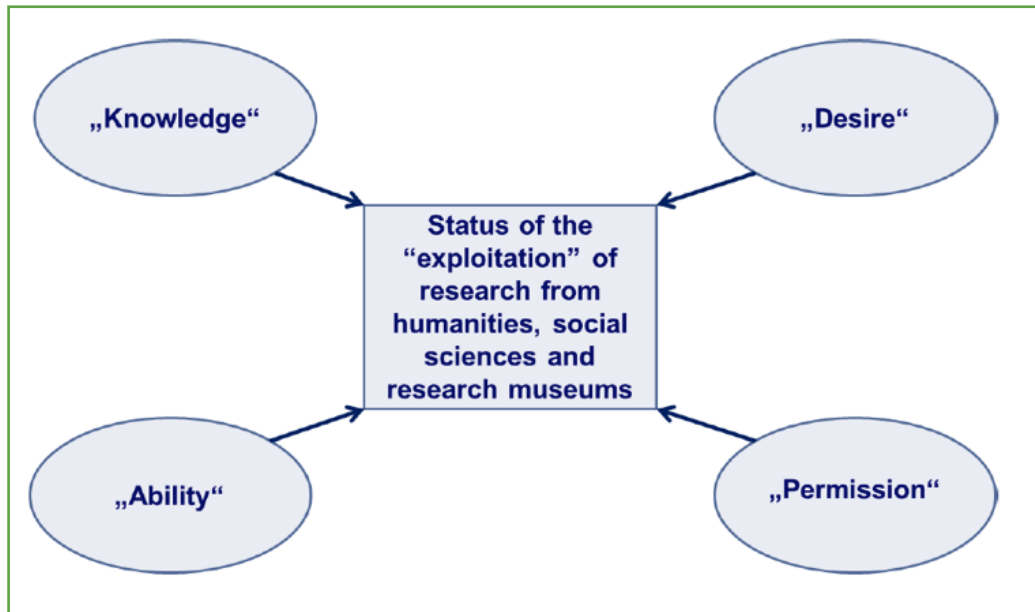 „Knowledge“
„Desire“
Status of the
“exploitation” of
research from
humanities, social
sciences and
research museums
„Ability“
„Permission“